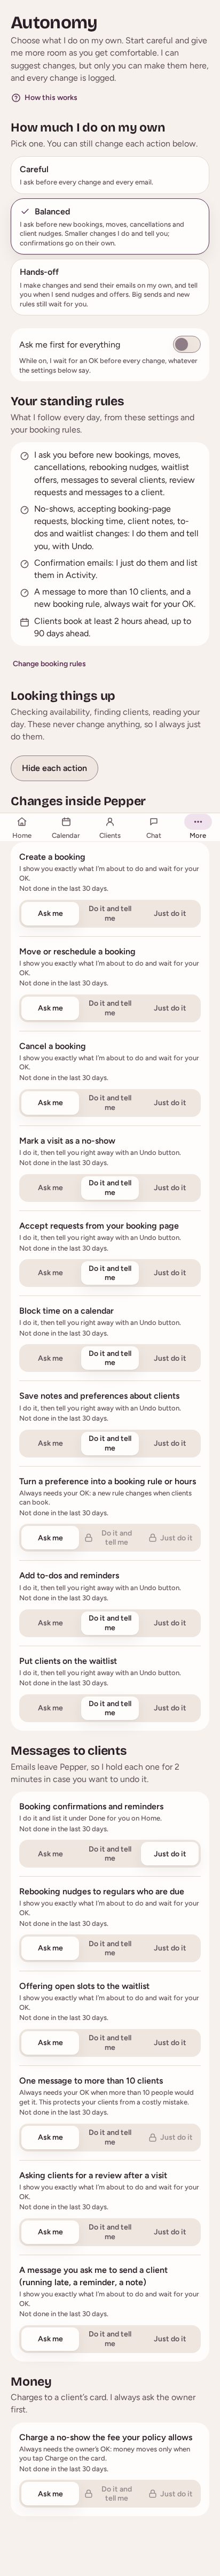 Autonomy
Choose what I do on my own. Start careful and give
me more room as you get comfortable. I can
suggest changes, but only you can make them here,
and every change is logged.
How this works
How much I do on my own
Pick one. You can still change each action below.
Careful
I ask before every change and every email.
Balanced
I ask before new bookings, moves, cancellations
and client nudges. Smaller changes I do and tell you;
confirmations go on their own.
Hands-off
I make changes and send their emails on my own, and tell
you when I send nudges and offers. Big sends and new
rules still wait for you.
Ask me first for everything
While on, I wait for an OK before every change, whatever
the settings below say.
Your standing rules
What I follow every day, from these settings and
your booking rules.
I ask you before new bookings, moves,
cancellations, rebooking nudges, waitlist
offers, messages to several clients, review
requests and messages to a client.
No-shows, accepting booking-page
requests, blocking time, client notes, to-
dos and waitlist changes: I do them and tell
you, with Undo.
Confirmation emails: I just do them and list
them in Activity.
A message to more than 10 clients, and a
new booking rule, always wait for your OK.
Clients book at least 2 hours ahead, up to
90 days ahead.
Change booking rules
Looking things up
Checking availability, finding clients, reading your
day. These never change anything, so I always just
do them.
Hide each action
Changes inside Pepper
Home
Calendar
Clients
Chat
More
Create a booking
I show you exactly what I'm about to do and wait for your
OK.
Not done in the last 30 days.
Ask me
Do it and tell
me
Just do it
Move or reschedule a booking
I show you exactly what I'm about to do and wait for your
OK.
Not done in the last 30 days.
Ask me
Do it and tell
me
Just do it
Cancel a booking
I show you exactly what I'm about to do and wait for your
OK.
Not done in the last 30 days.
Ask me
Do it and tell
me
Just do it
Mark a visit as a no-show
I do it, then tell you right away with an Undo button.
Not done in the last 30 days.
Ask me
Do it and tell
me
Just do it
Accept requests from your booking page
I do it, then tell you right away with an Undo button.
Not done in the last 30 days.
Ask me
Do it and tell
me
Just do it
Block time on a calendar
I do it, then tell you right away with an Undo button.
Not done in the last 30 days.
Ask me
Do it and tell
me
Just do it
Save notes and preferences about clients
I do it, then tell you right away with an Undo button.
Not done in the last 30 days.
Ask me
Do it and tell
me
Just do it
Turn a preference into a booking rule or hours
Always needs your OK: a new rule changes when clients
can book.
Not done in the last 30 days.
Ask me
Do it and
tell me
Just do it
Add to-dos and reminders
I do it, then tell you right away with an Undo button.
Not done in the last 30 days.
Ask me
Do it and tell
me
Just do it
Put clients on the waitlist
I do it, then tell you right away with an Undo button.
Not done in the last 30 days.
Ask me
Do it and tell
me
Just do it
Messages to clients
Emails leave Pepper, so I hold each one for 2
minutes in case you want to undo it.
Booking confirmations and reminders
I do it and list it under Done for you on Home.
Not done in the last 30 days.
Ask me
Do it and tell
me
Just do it
Rebooking nudges to regulars who are due
I show you exactly what I'm about to do and wait for your
OK.
Not done in the last 30 days.
Ask me
Do it and tell
me
Just do it
Offering open slots to the waitlist
I show you exactly what I'm about to do and wait for your
OK.
Not done in the last 30 days.
Ask me
Do it and tell
me
Just do it
One message to more than 10 clients
Always needs your OK when more than 10 people would
get it. This protects your clients from a costly mistake.
Not done in the last 30 days.
Ask me
Do it and tell
me
Just do it
Asking clients for a review after a visit
I show you exactly what I'm about to do and wait for your
OK.
Not done in the last 30 days.
Ask me
Do it and tell
me
Just do it
A message you ask me to send a client
(running late, a reminder, a note)
I show you exactly what I'm about to do and wait for your
OK.
Not done in the last 30 days.
Ask me
Do it and tell
me
Just do it
Money
Charges to a client's card. I always ask the owner
first.
Charge a no-show the fee your policy allows
Always needs the owner's OK: money moves only when
you tap Charge on the card.
Not done in the last 30 days.
Ask me
Do it and
tell me
Just do it